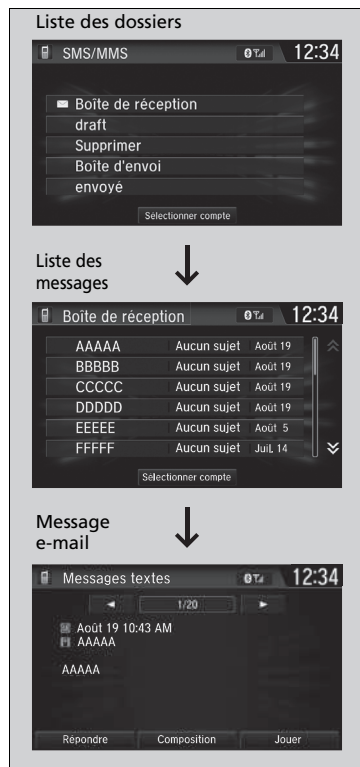 Liste des dossiers
SMS/MMS 12:34
Boîte de réception
draft
Supprimer
Boîte d'envoi
envoyé
Sélectionner compte
Liste des
messages
Boîte de réception 12:34
AAAAA Aucun sujet Août 19
BBBBB Aucun sujet Août 19
CCCCC Aucun sujet Août 19
DDDDD Aucun sujet Août 19
EEEEE Aucun sujet Août 5
FFFFF Aucun sujet Juil. 14
Sélectionner compte
Message
e-mail
Messages textes 12:34
1/20
Août 19 10:43 AM
AAAAA
AAAAA
Répondre Composition Jouer